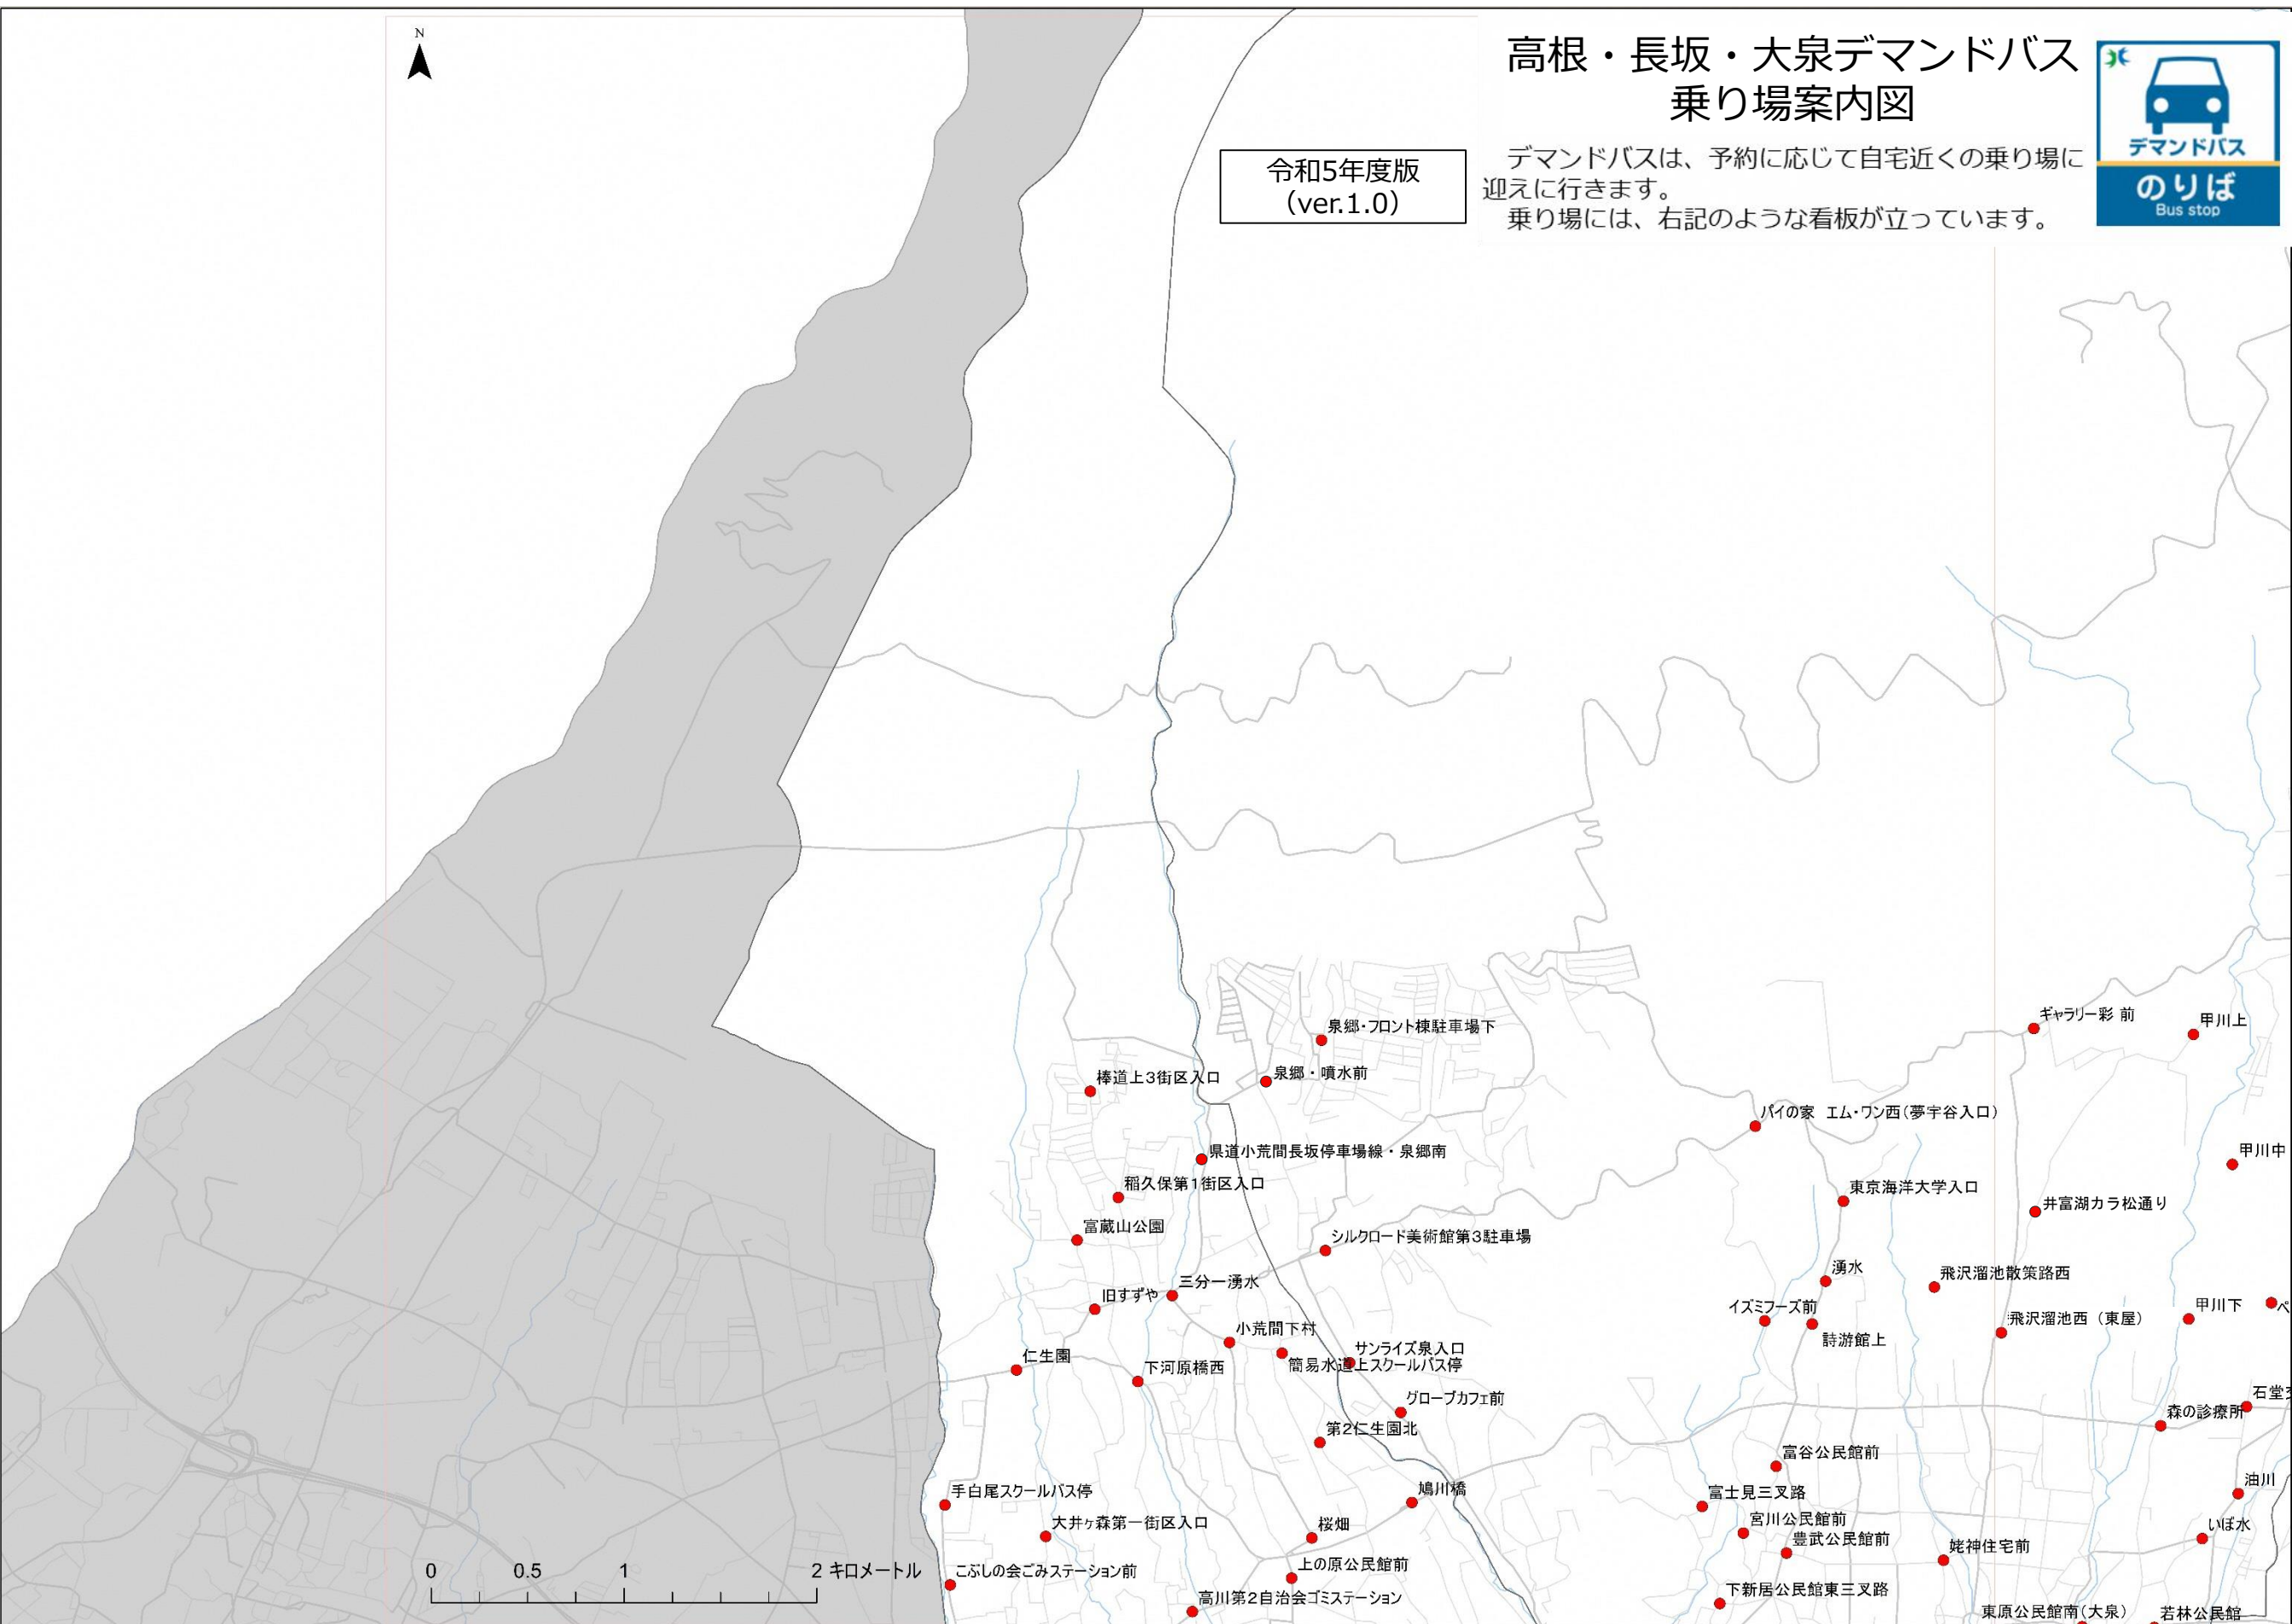 N
高根・長坂・大泉デマンドバス
乗り場案内図
令和5年度版
（ver.1.0）
デマンドバスは、予約に応じて自宅近くの乗り場に
迎えに行きます。
乗り場には、右記のような看板が立っています。
デマンドバス
のりば
Bus stop
ギャラリー彩 前
甲川上
泉郷・フロント棟駐車場下
泉郷・噴水前
棒道上3街区入口
パイの家 エム・ワン西(夢宇谷入口)
県道小荒間長坂停車場線・泉郷南
甲川中
稲久保第1街区入口
東京海洋大学入口
井富湖カラ松通り
富蔵山公園
シルクロード美術館第3駐車場
湧水
飛沢溜池散策路西
三分一湧水
旧すずや
イズミフーズ前
甲川下
ペ
飛沢溜池西（東屋）
小荒間下村
詩游館上
サンライズ泉入口
仁生園
下河原橋西
簡易水道上スクールバス停
グローブカフェ前
石堂
森の診療所
第2仁生園北
富谷公民館前
油川
手白尾スクールバス停
鳩川橋
富士見三叉路
大井ヶ森第一街区入口
桜畑
宮川公民館前
いぼ水
豊武公民館前
姥神住宅前
0 0.5 1 2 キロメートル
こぶしの会ごみステーション前
上の原公民館前
高川第2自治会ゴミステーション
下新居公民館東三叉路
東原公民館南(大泉)
若林公民館